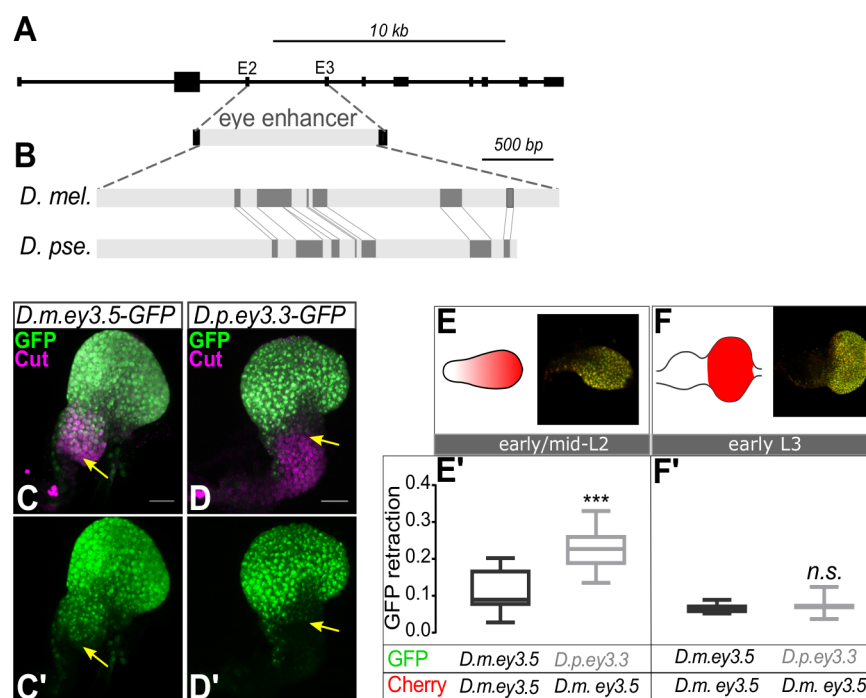 A
10 kb
E2
E3
eye enhancer
B
500 bp
D. mel.
D. pse.
D.m.ey3.5-GFP
D.p.ey3.3-GFP
GFP
Cut
GFP
Cut
C
D
C'
D'
E
F
early/mid-L2
early L3
E'
F'
GFP retraction
0.4
0.3
0.2
0.1
0.0
***
n.s.
GFP
D.m.ey3.5
D.p.ey3.3
D.m.ey3.5
D.p.ey3.3
Cherry
D.m.ey3.5
D.m. ey3.5
D.m. ey3.5
D.m. ey3.5